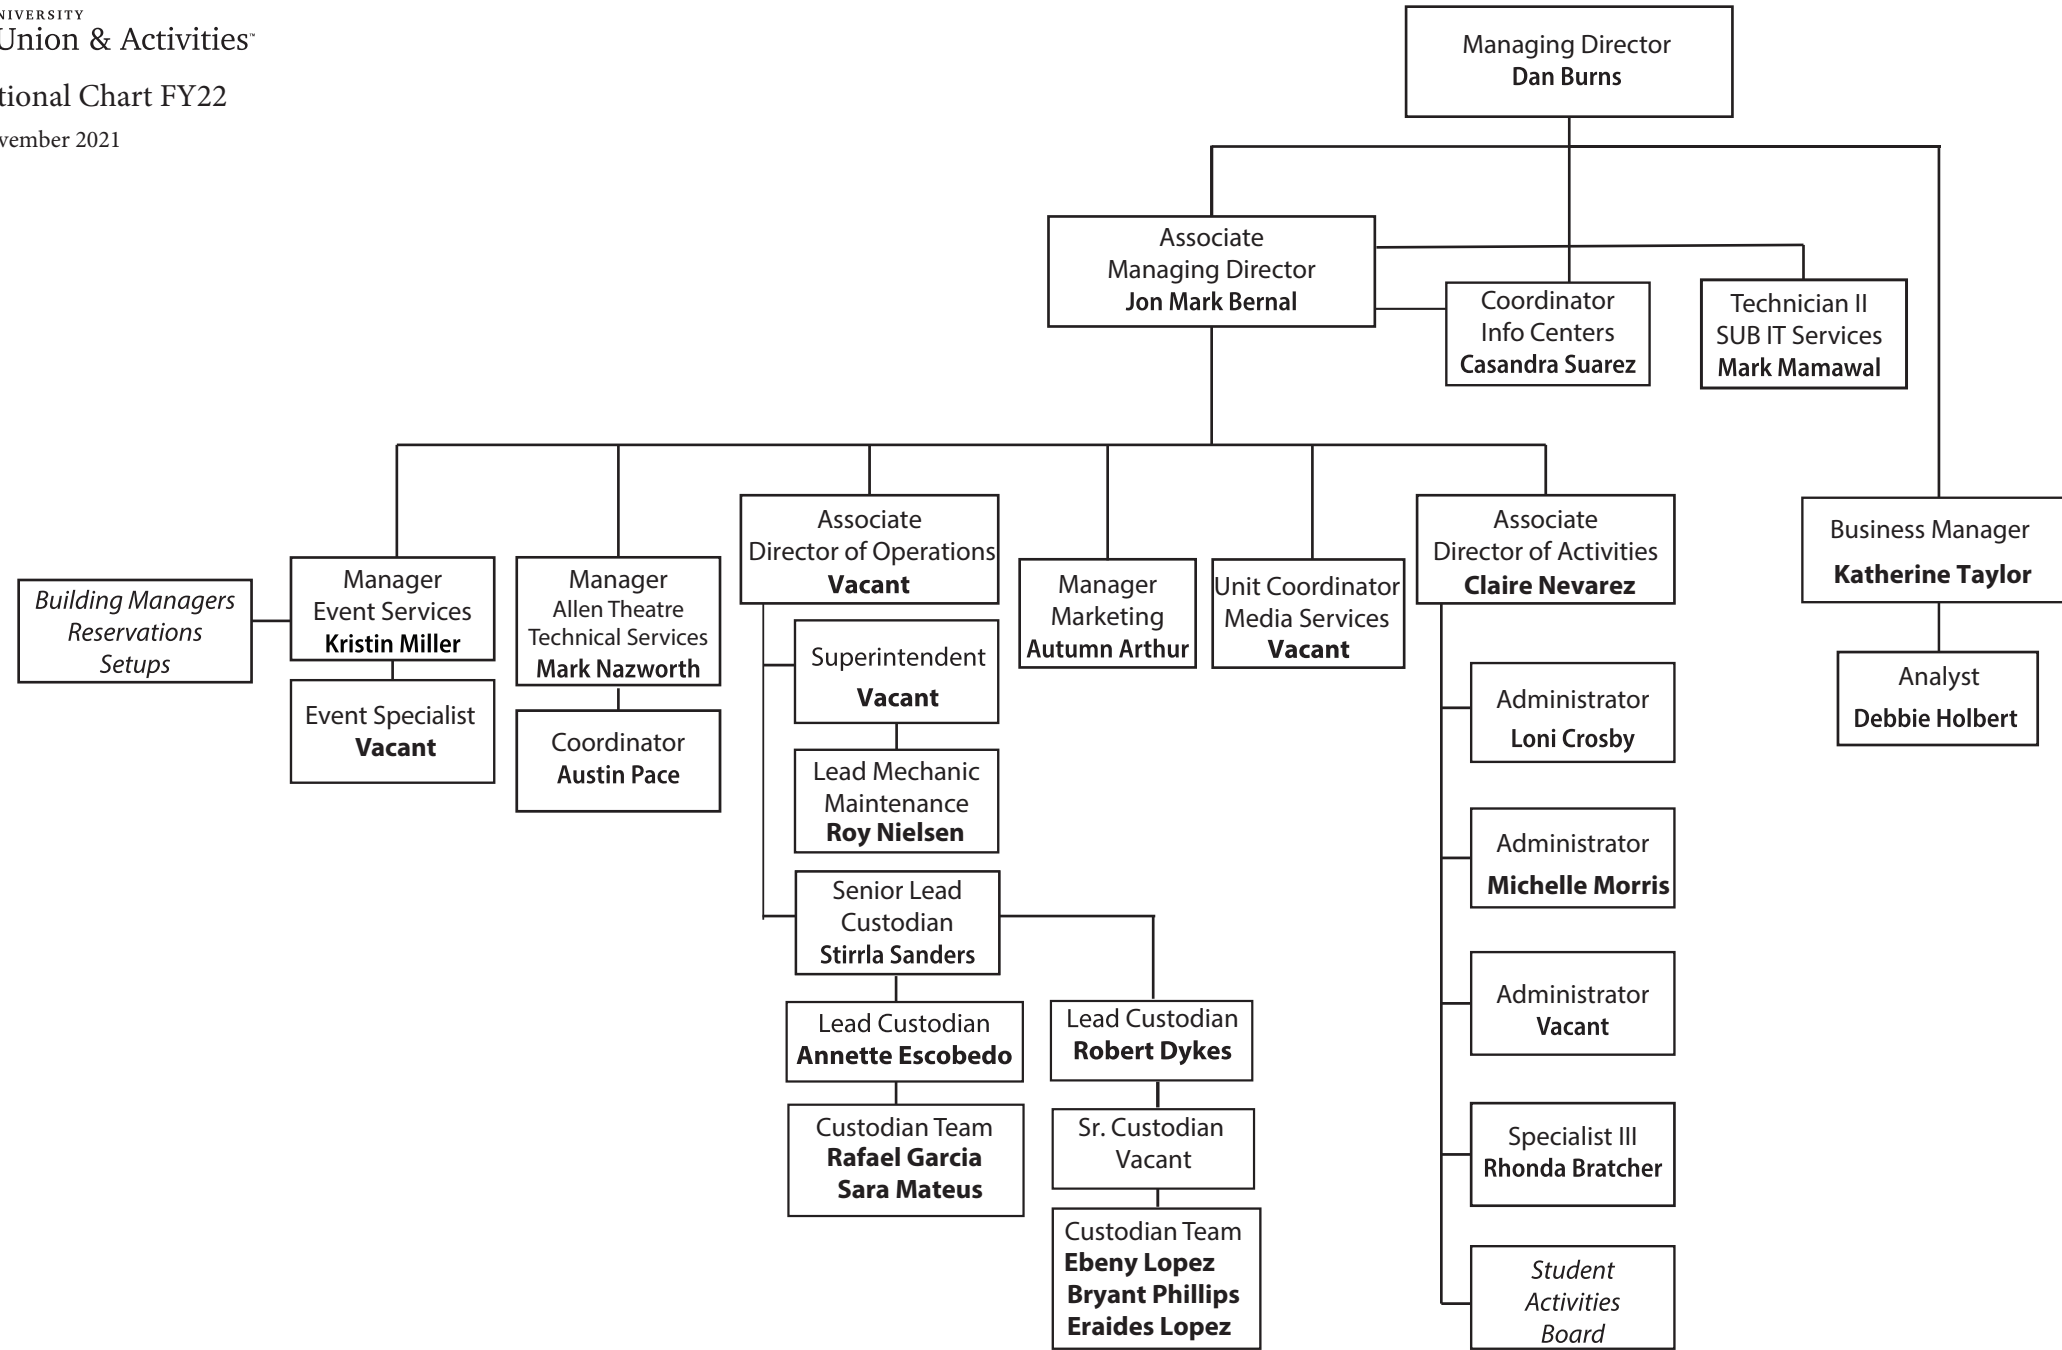 Union & Activities™
Chart FY22
2021
Managing Director
Dan Burns
Associate
Managing Director
Jon Mark Bernal
Coordinator
Info Centers
Casandra Suarez
Technician II
SUB IT Services
Mark Mamawal
Building Managers
Reservations
Setups
Manager
Event Services
Kristin Miller
Event Specialist
Vacant
Manager
Allen Theatre
Technical Services
Mark Nazworth
Coordinator
Austin Pace
Associate
Director of Operations
Vacant
Superintendent
Vacant
Lead Mechanic
Maintenance
Roy Nielsen
Senior Lead
Custodian
Stirrla Sanders
Lead Custodian
Annette Escobedo
Custodian Team
Rafael Garcia
Sara Mateus
Lead Custodian
Robert Dykes
Sr. Custodian
Vacant
Custodian Team
Ebeny Lopez
Bryant Phillips
Eraides Lopez
Manager
Marketing
Autumn Arthur
Unit Coordinator
Media Services
Vacant
Associate
Director of Activities
Claire Nevarez
Administrator
Loni Crosby
Administrator
Michelle Morris
Administrator
Vacant
Specialist III
Rhonda Bratcher
Student
Activities
Board
Business Manager
Katherine Taylor
Analyst
Debbie Holbert